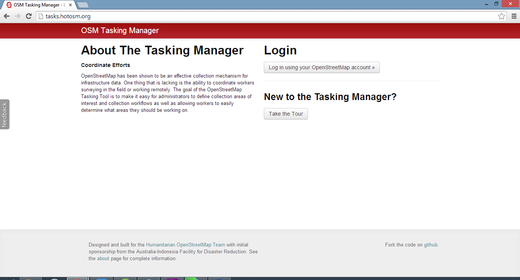 OSM Tasking Manager -
tasks.hotosm.org
OSM Tasking Manager
About The Tasking Manager
Coordinate Efforts
OpenStreetMap has been shown to be an effective collection mechanism for
infrastructure data. One thing that is lacking is the ability to coordinate workers
surveying in the field or working remotely. The goal of the OpenStreetMap
Tasking Tool is to make it easy for administrators to define collection areas of
interest and collection workflows as well as allowing workers to easily
determine what areas they should be working on.
Login
Log in using your OpenStreetMap account »
New to the Tasking Manager?
Take the Tour
feedback
Designed and built for the Humanitarian OpenStreetMap Team with initial
sponsorship from the Australia-Indonesia Facility for Disaster Reduction. See
the about page for complete information.
Fork the code on github.